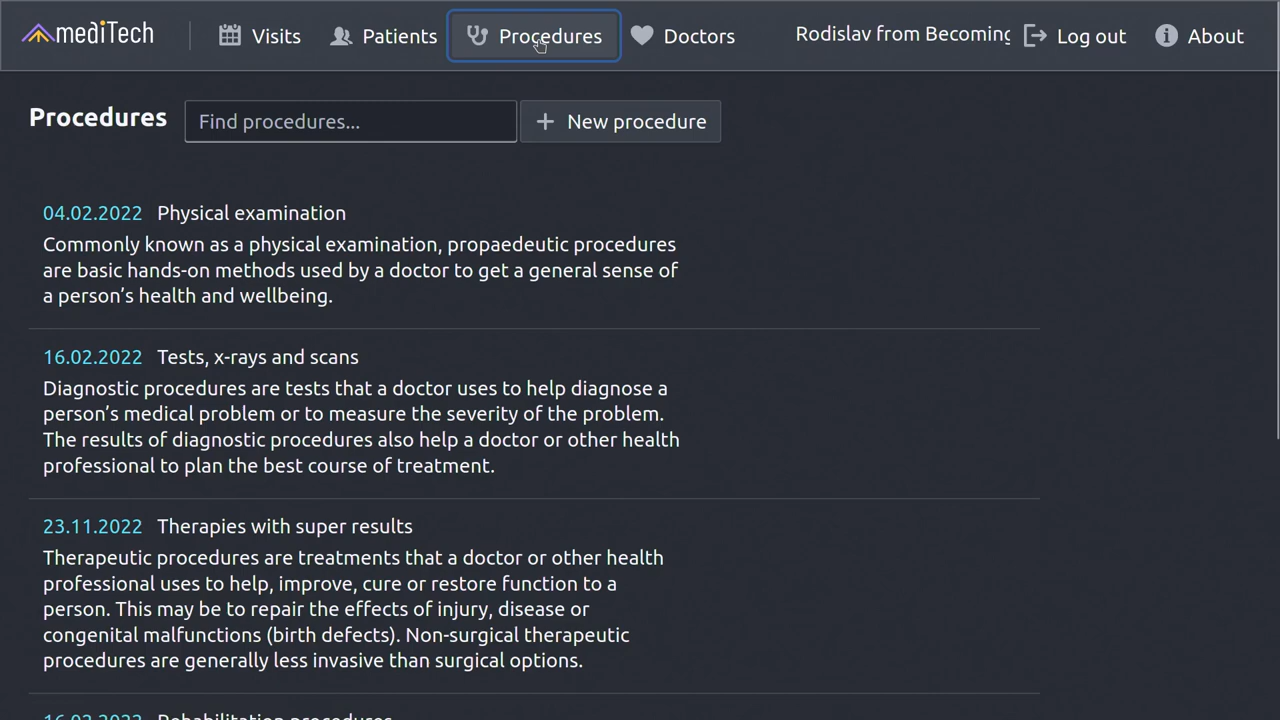 mediTech
Visits
Patients
Procedures
Doctors
Rodislav from Becoming
Log out
About
Procedures
Find procedures...
New procedure
04.02.2022 Physical examination
Commonly known as a physical examination, propaedeutic procedures
are basic hands-on methods used by a doctor to get a general sense of
a person’s health and wellbeing.
16.02.2022 Tests, x-rays and scans
Diagnostic procedures are tests that a doctor uses to help diagnose a
person’s medical problem or to measure the severity of the problem.
The results of diagnostic procedures also help a doctor or other health
professional to plan the best course of treatment.
23.11.2022 Therapies with super results
Therapeutic procedures are treatments that a doctor or other health
professional uses to help, improve, cure or restore function to a
person. This may be to repair the effects of injury, disease or
congenital malfunctions (birth defects). Non-surgical therapeutic
procedures are generally less invasive than surgical options.
16.02.2022 Rehabilitation procedures